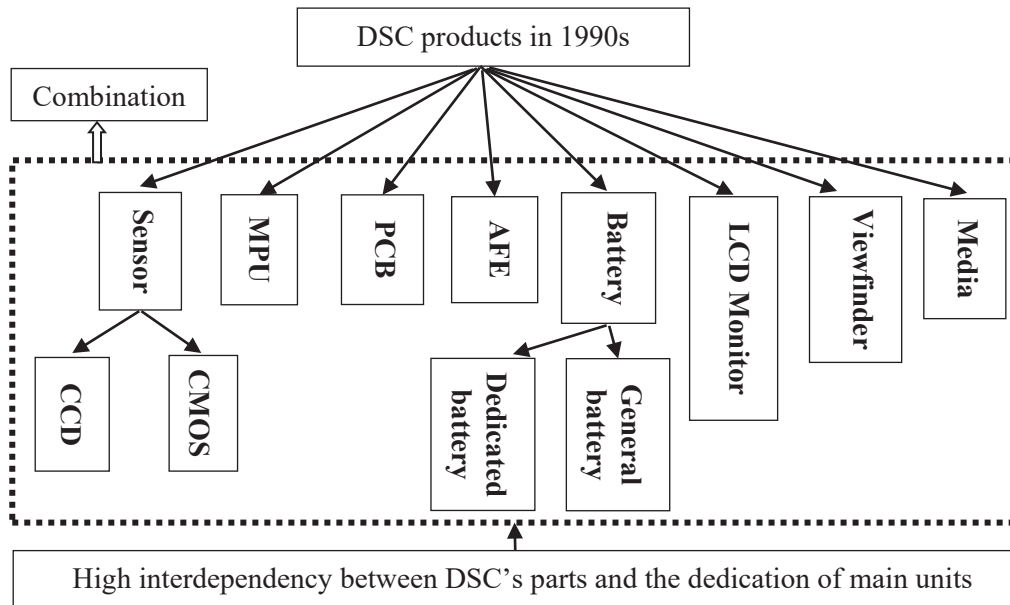 DSC products in 1990s
Combination
Sensor
MPU
PCB
AFE
Battery
LCD Monitor
Viewfinder
Media
CCD
CMOS
Dedicated
battery
General
battery
High interdependency between DSC’s parts and the dedication of main units